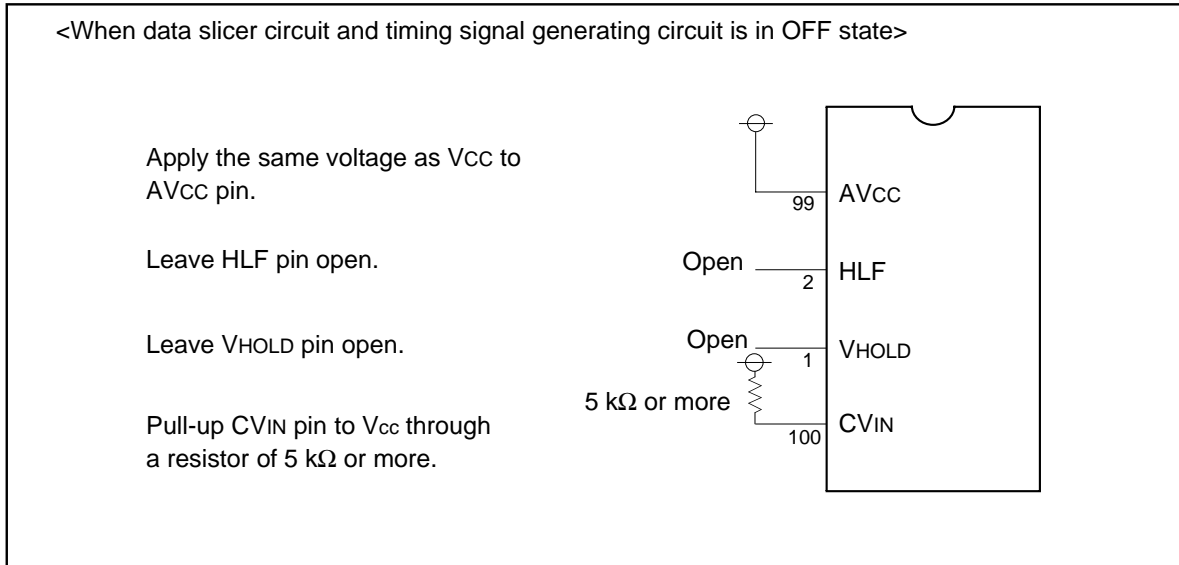 <When data slicer circuit and timing signal generating circuit is in OFF state>
Apply the same voltage as VCC to
AVCC pin.
Leave HLF pin open.
Leave VHOLD pin open.
Pull-up CVIN pin to Vcc through
a resistor of 5 kΩ or more.
99 AVCC
Open 2 HLF
Open 1 VHOLD
5 kΩ or more 100 CVIN